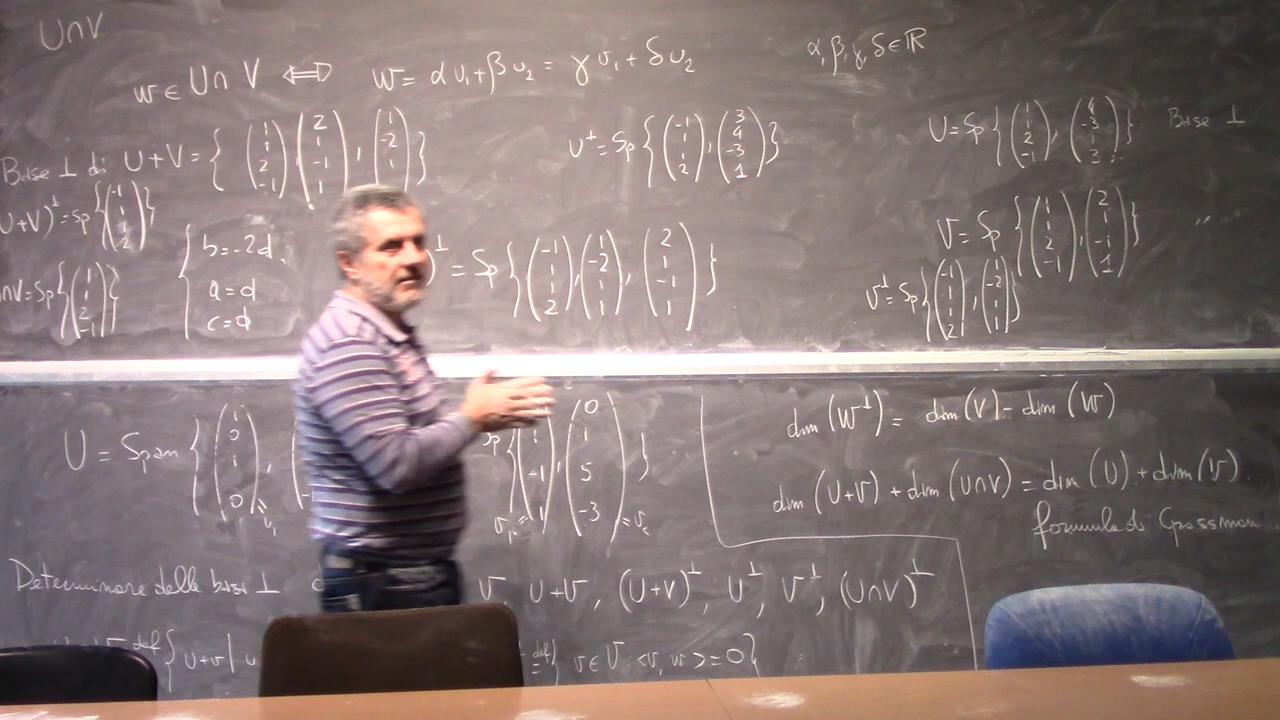 U∩V
w ∈ U∩V ⟺ w = αu₁+βu₂ = γv₁+δv₂
α,β,γ,δ∈ℝ
Base ⊥ di U+V = { (1 1 2 -1), (2 1 -1 1), (1 -2 1 1) }
U⊥ = Sp { (-1 1 1 2), (3 4 -3 1) }
U = Sp { (1 1 2 -1), (4 -3 1 3) } Base ⊥
U+V)⊥ = Sp { (-1 1 1 2) }
b = -2d
a = d
c = d
)⊥ = Sp { (-1 1 1 2), (1 -2 1 1), (2 1 -1 1) }
V = Sp { (1 1 2 -1), (2 1 -1 1) } "
∩V = Sp { (1 1 2 -1) }
V⊥ = Sp { (-1 1 1 2), (1 -2 1 1) }
U = Span { (1 0 1 0) = u₁,
Sp { 1 -1 1 = v₁, (0 1 5 -3) = v₂ }
dim (W⊥) = dim (V) - dim (W)
dim (U+V) + dim (U∩V) = dim (U) + dim (V)
formula di Grassman
Determinare delle basi ⊥
V U+V, (U+V)⊥, U⊥, V⊥, (U∩V)⊥
def { u+v | u
def = { v∈V : <v, w> = 0}